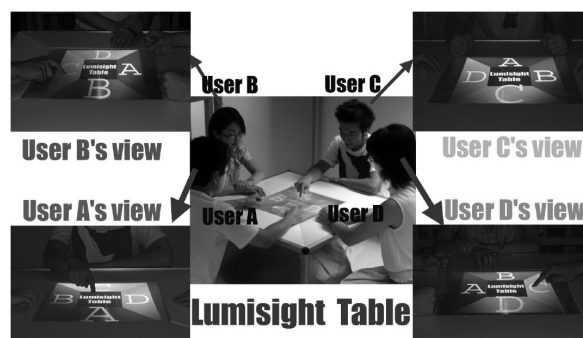 D
C Lumisight A
Table
B
User B
User C
A
D Lumisight B
Table
C
User B's view
User C's view
User A's view
User A
User D
User D's view
C
B Lumisight D
Table
A
B
A Lumisight C
Table
D
Lumisight Table